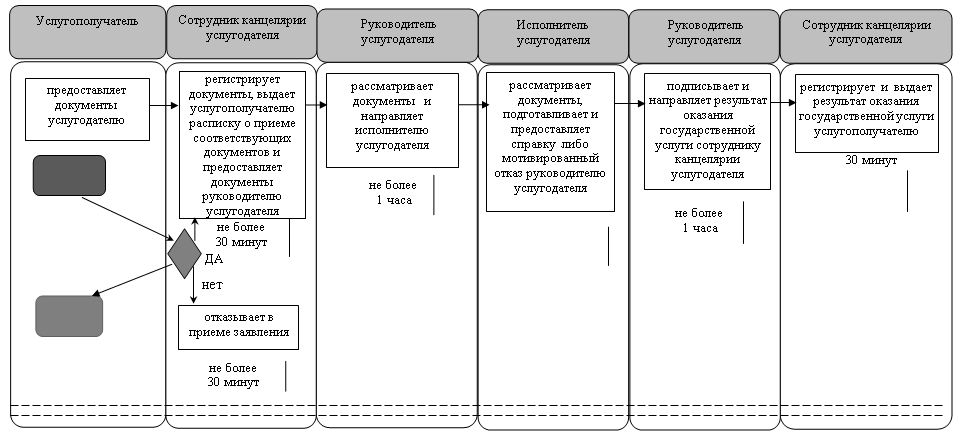 Услугополучатель
Сотрудник канцелярии
услугодателя
Руководитель
услугодателя
Исполнитель
услугодателя
Руководитель
услугодателя
Сотрудник канцелярии
услугодателя
предоставляет
документы
услугодателю
регистрирует
документы, выдает
услугополучателю
расписку о приеме
соответствующих
документов и
предоставляет
документы
руководителю
услугодателя
не более
30 минут
ДА
нет
отказывает в
приеме заявления
не более
30 минут
рассматривает
документы и
направляет
исполнителю
услугодателя
не более
1 часа
рассматривает
документы,
подготавливает и
предоставляет
справку либо
мотивированный
отказ руководителю
услугодателя
подписывает и
направляет результат
оказания
государственной
услуги сотруднику
канцелярии
услугодателя
не более
1 часа
регистрирует и выдает
результат оказания
государственной услуги
услугополучателю
30 минут